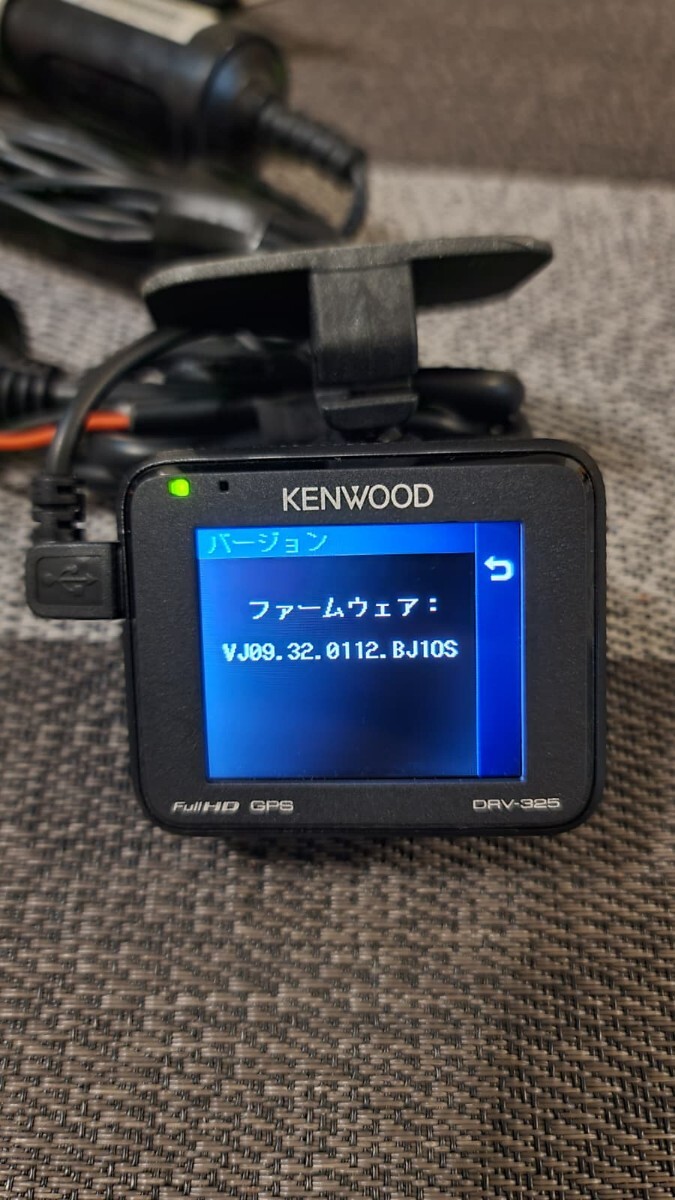 KENWOOD
バージョン
ファームウェア:
VJ09.32.0112.BJ1OS
Full HD GPS
DRV-325